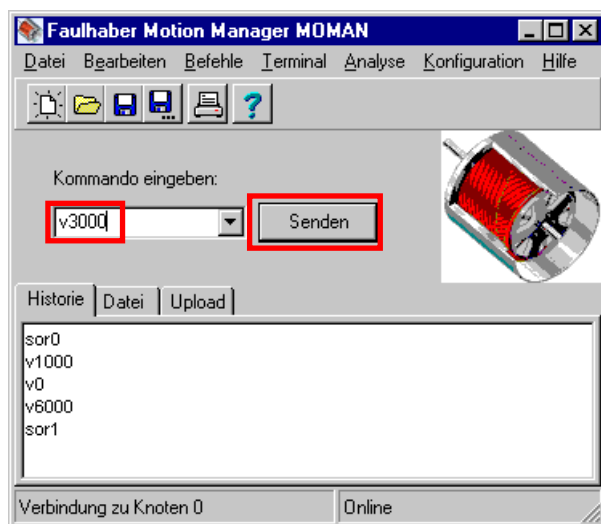 Faulhaber Motion Manager MOMAN
Datei Bearbeiten Befehle Terminal Analyse Konfiguration Hilfe
Kommando eingeben:
v3000 Senden
Historie Datei Upload
sor0
v1000
v0
v6000
sor1
Verbindung zu Knoten 0 Online